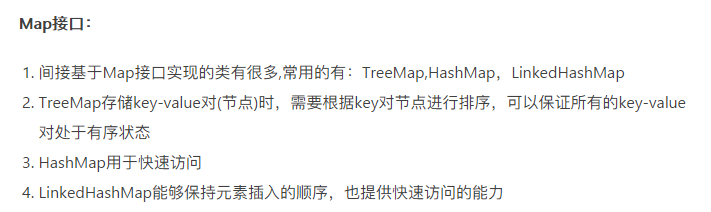 Map接口：
1. 间接基于Map接口实现的类有很多,常用的有：TreeMap,HashMap，LinkedHashMap
2. TreeMap存储key-value对(节点)时，需要根据key对节点进行排序，可以保证所有的key-value
对处于有序状态
3. HashMap用于快速访问
4. LinkedHashMap能够保持元素插入的顺序，也提供快速访问的能力